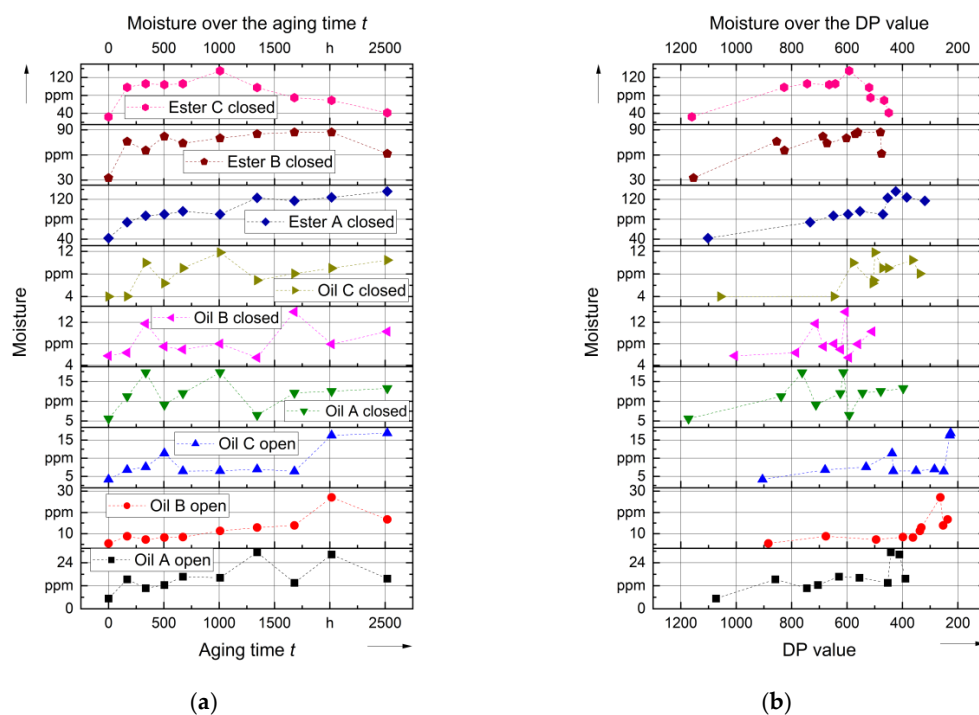 Moisture over the aging time t
0 500 1000 1500 h 2500
120
ppm
40
Ester C closed
90
ppm
30
Ester B closed
120
ppm
40
Ester A closed
12
ppm
4
Oil C closed
12
ppm
4
Oil B closed
15
ppm
5
Oil A closed
15
ppm
5
Oil C open
30
ppm
10
Oil B open
24
ppm
0
Oil A open
Moisture
0 500 1000 1500 h 2500
Aging time t
(a)
Moisture over the DP value
1200 1000 800 600 400 200
120
ppm
40
90
ppm
30
120
ppm
40
12
ppm
4
12
ppm
4
15
ppm
5
15
ppm
5
30
ppm
10
24
ppm
0
Moisture
1200 1000 800 600 400 200
DP value
(b)